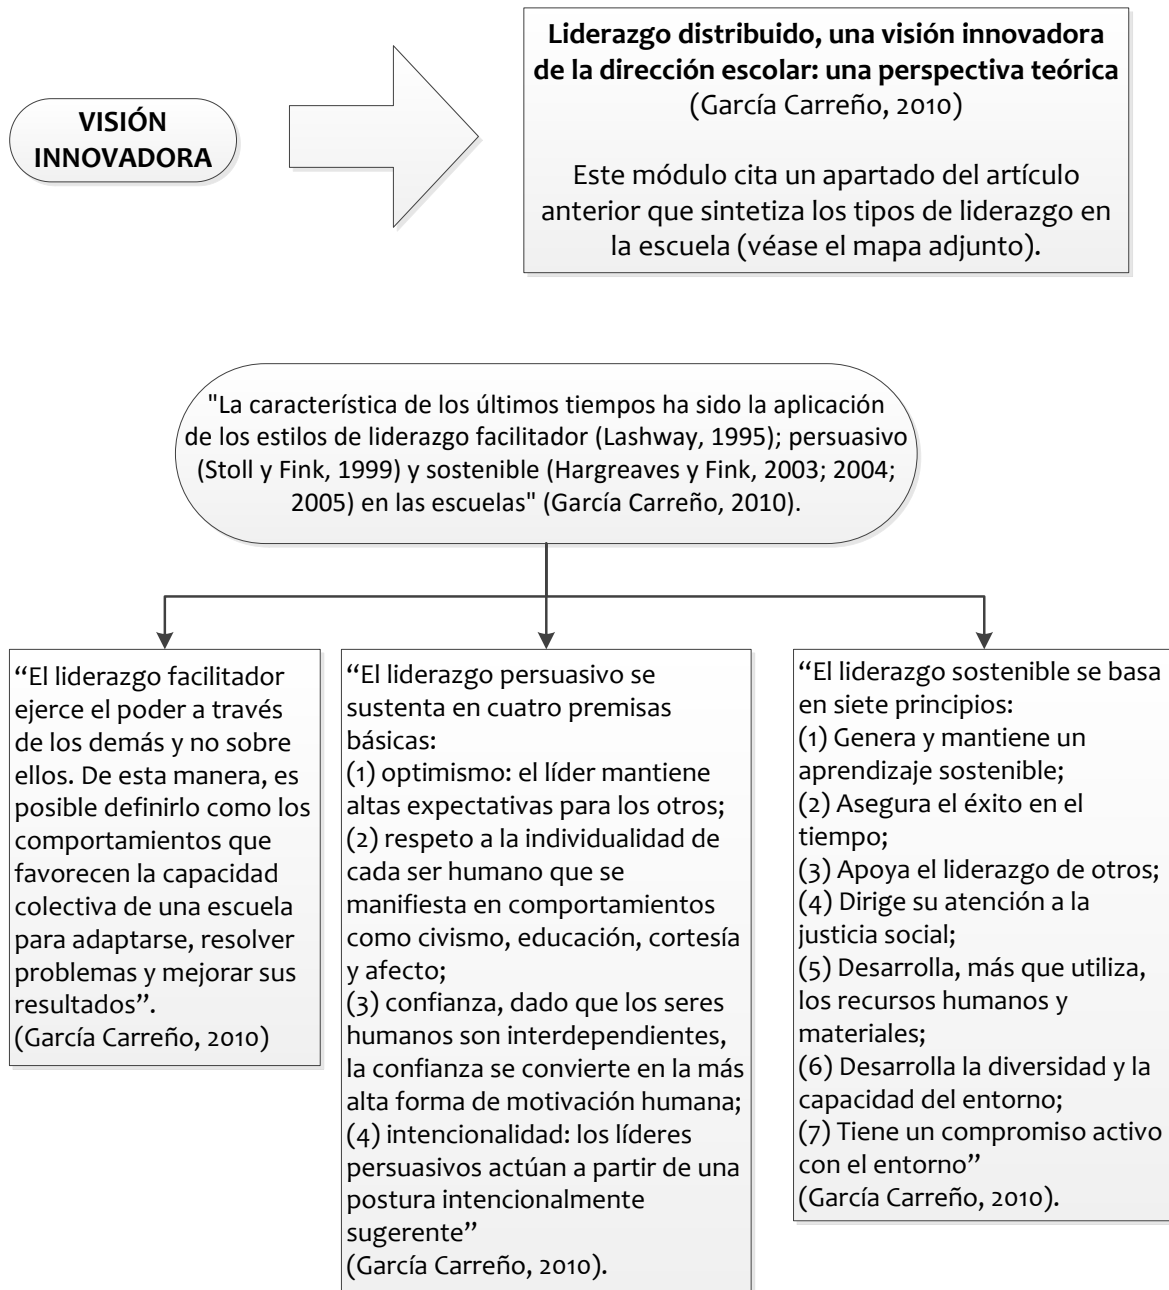 VISIÓN
INNOVADORA
Liderazgo distribuido, una visión innovadora
de la dirección escolar: una perspectiva teórica
(García Carreño, 2010)
Este módulo cita un apartado del artículo
anterior que sintetiza los tipos de liderazgo en
la escuela (véase el mapa adjunto).
"La característica de los últimos tiempos ha sido la aplicación
de los estilos de liderazgo facilitador (Lashway, 1995); persuasivo
(Stoll y Fink, 1999) y sostenible (Hargreaves y Fink, 2003; 2004;
2005) en las escuelas" (García Carreño, 2010).
“El liderazgo facilitador
ejerce el poder a través
de los demás y no sobre
ellos. De esta manera, es
posible definirlo como los
comportamientos que
favorecen la capacidad
colectiva de una escuela
para adaptarse, resolver
problemas y mejorar sus
resultados”.
(García Carreño, 2010)
“El liderazgo persuasivo se
sustenta en cuatro premisas
básicas:
(1) optimismo: el líder mantiene
altas expectativas para los otros;
(2) respeto a la individualidad de
cada ser humano que se
manifiesta en comportamientos
como civismo, educación, cortesía
y afecto;
(3) confianza, dado que los seres
humanos son interdependientes,
la confianza se convierte en la más
alta forma de motivación humana;
(4) intencionalidad: los líderes
persuasivos actúan a partir de una
postura intencionalmente
sugerente”
(García Carreño, 2010).
“El liderazgo sostenible se basa
en siete principios:
(1) Genera y mantiene un
aprendizaje sostenible;
(2) Asegura el éxito en el
tiempo;
(3) Apoya el liderazgo de otros;
(4) Dirige su atención a la
justicia social;
(5) Desarrolla, más que utiliza,
los recursos humanos y
materiales;
(6) Desarrolla la diversidad y la
capacidad del entorno;
(7) Tiene un compromiso activo
con el entorno”
(García Carreño, 2010).